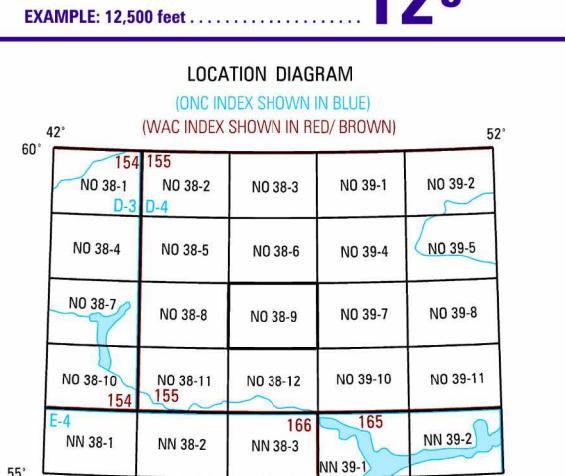 EXAMPLE: 12,500 feet ....................
LOCATION DIAGRAM
(ONC INDEX SHOWN IN BLUE)
(WAC INDEX SHOWN IN RED/ BROWN)
42° 52°
60°
154 155
NO 38-1 NO 38-2 NO 38-3 NO 39-1 NO 39-2
D-3 D-4
NO 38-4 NO 38-5 NO 38-6 NO 39-4 NO 39-5
NO 38-7 NO 38-8 NO 38-9 NO 39-7 NO 39-8
NO 38-10 NO 38-11 NO 38-12 NO 39-10 NO 39-11
154 155
E-4 166 165
NN 38-1 NN 38-2 NN 38-3 NN 39-1 NN 39-2
55°